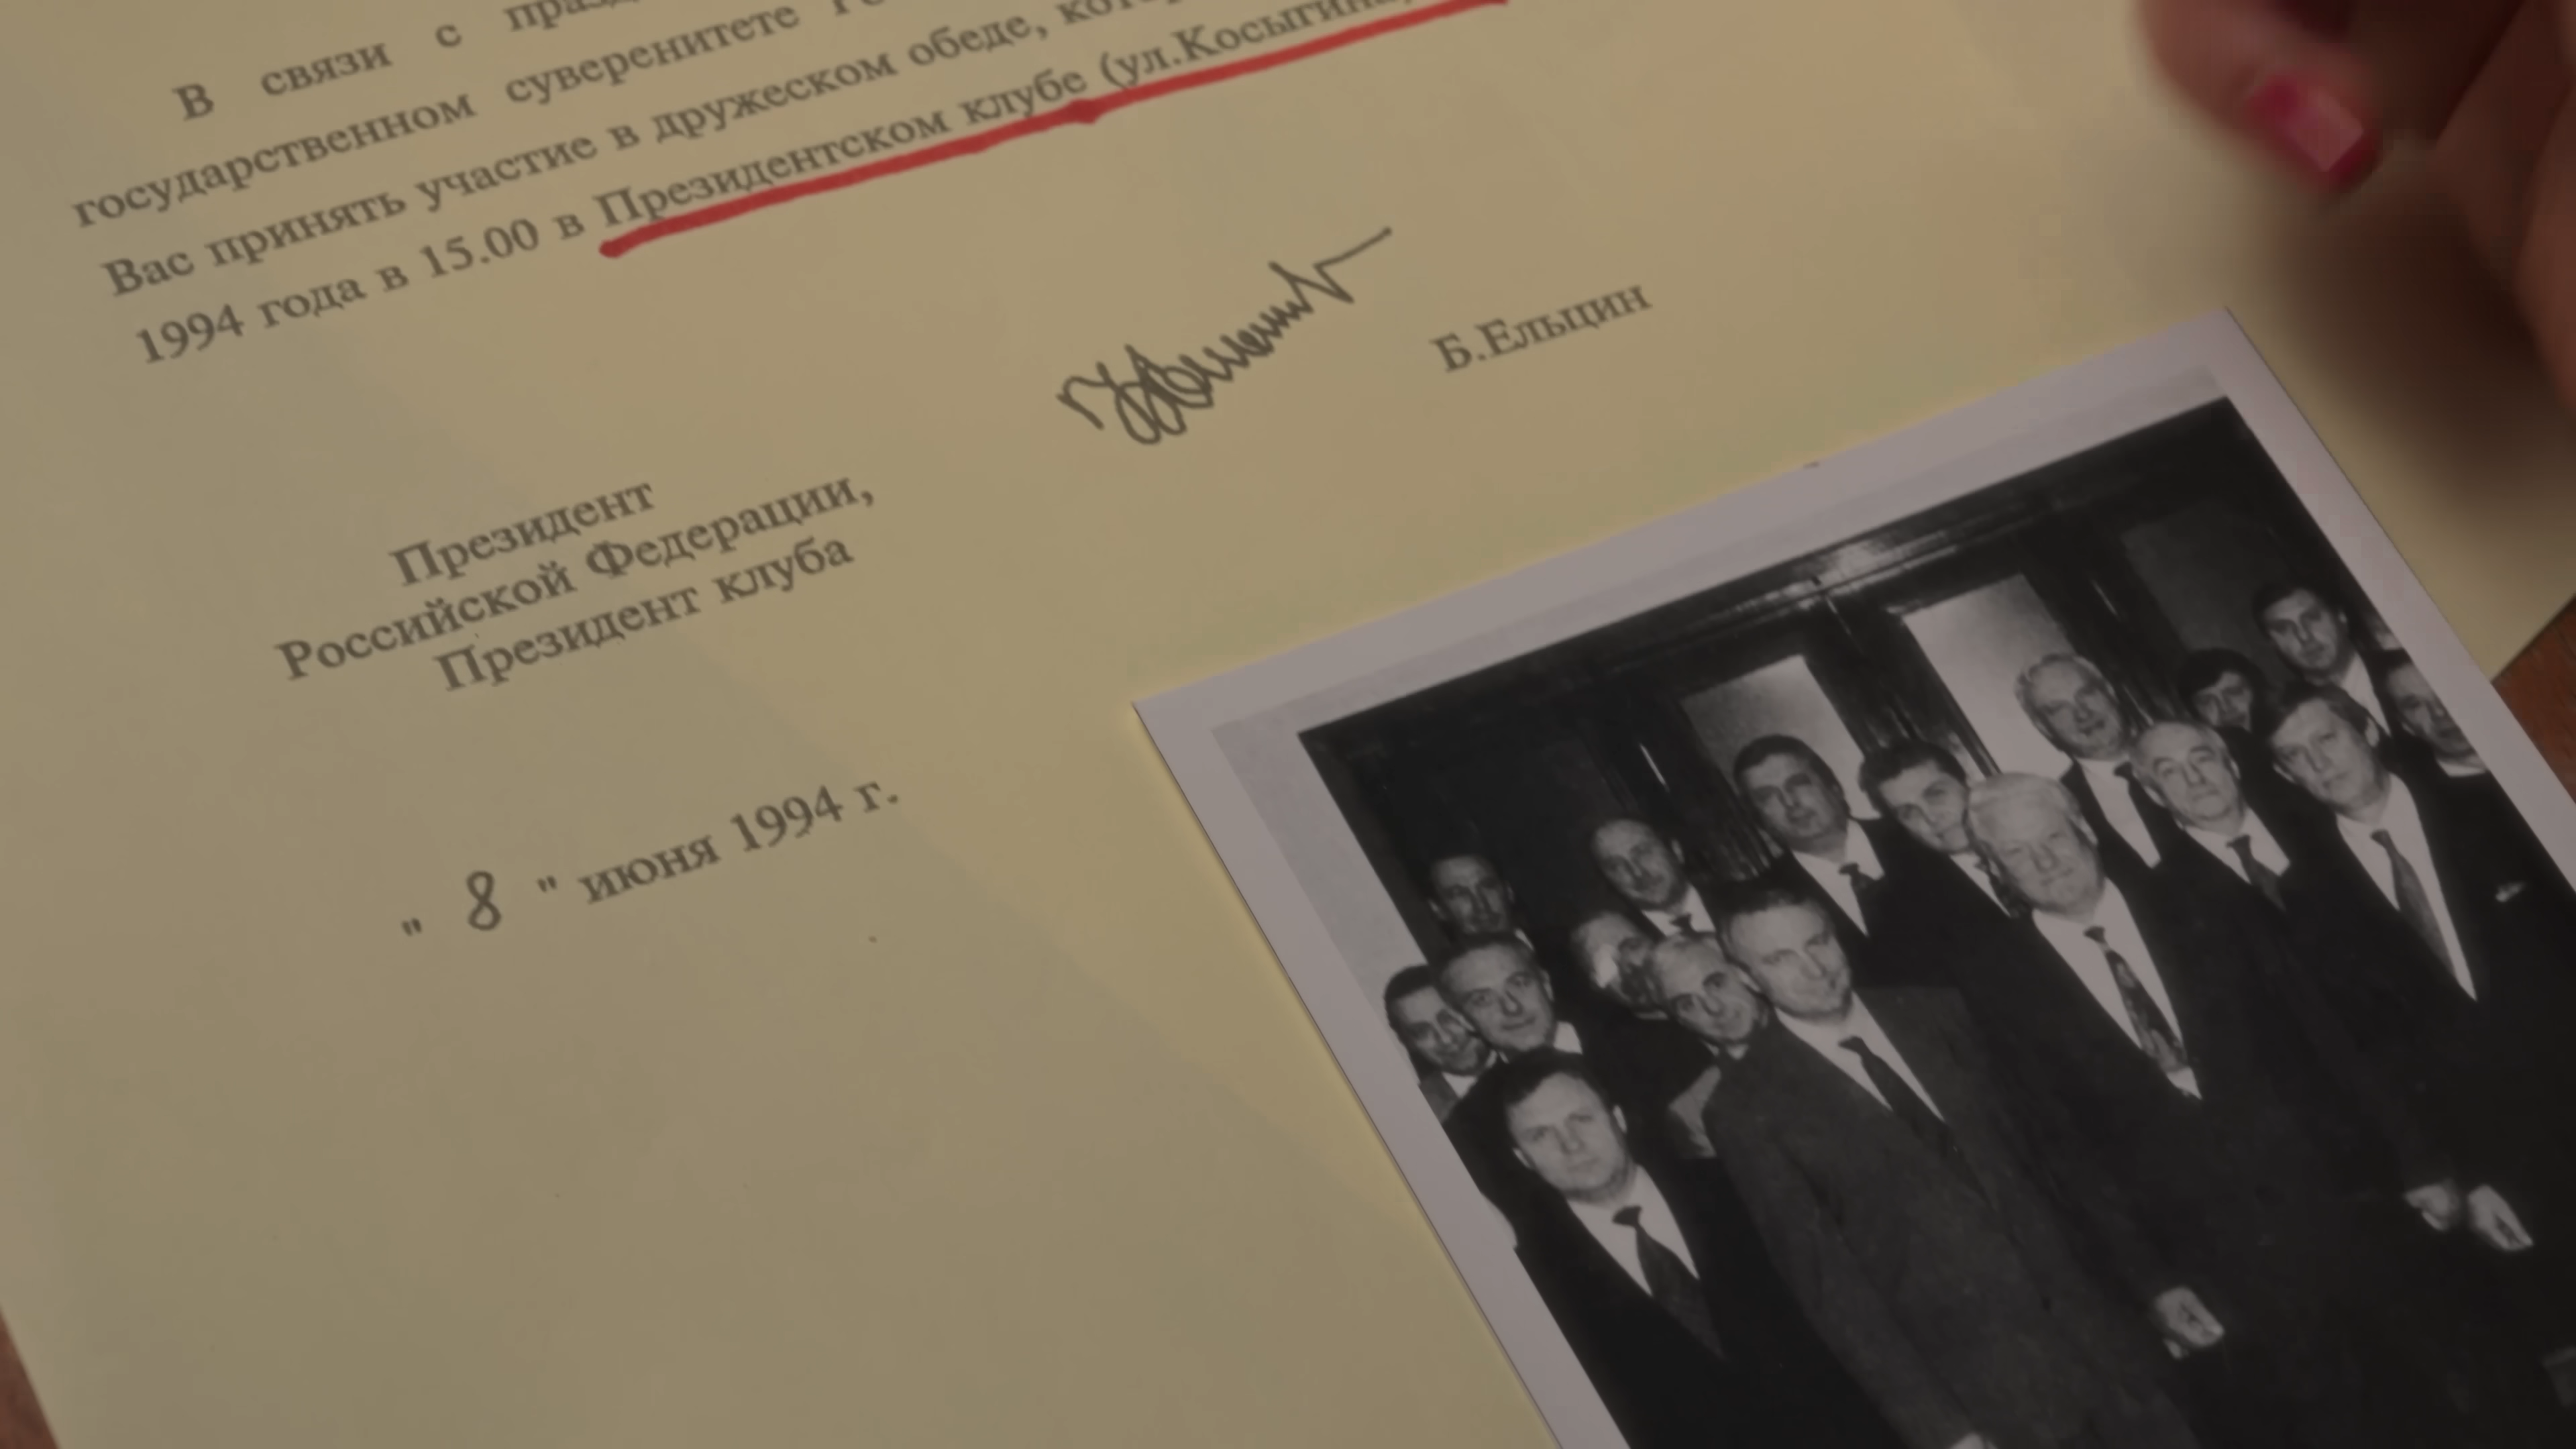 В связи с
государственном суверенитете
Вас принять участие в дружеском обеде,
1994 года в 15.00 в Президентском клубе (ул.Косыгина,
Б.Ельцин
Президент
Российской Федерации,
Президент клуба
" 8 " июня 1994 г.